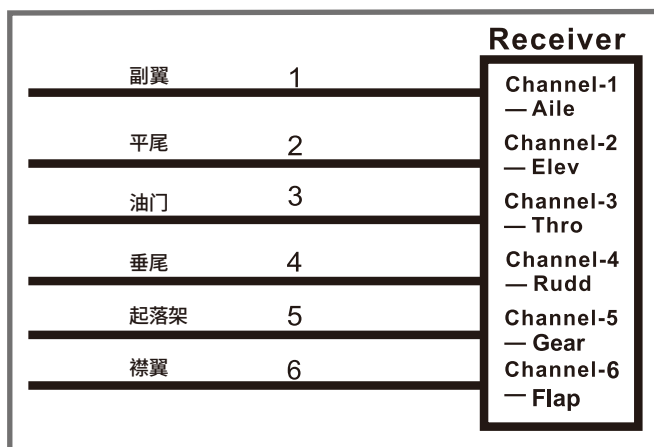 Receiver
副翼 1
Channel-1
— Aile
平尾 2
Channel-2
— Elev
油门 3
Channel-3
— Thro
垂尾 4
Channel-4
— Rudd
起落架 5
Channel-5
— Gear
襟翼 6
Channel-6
— Flap